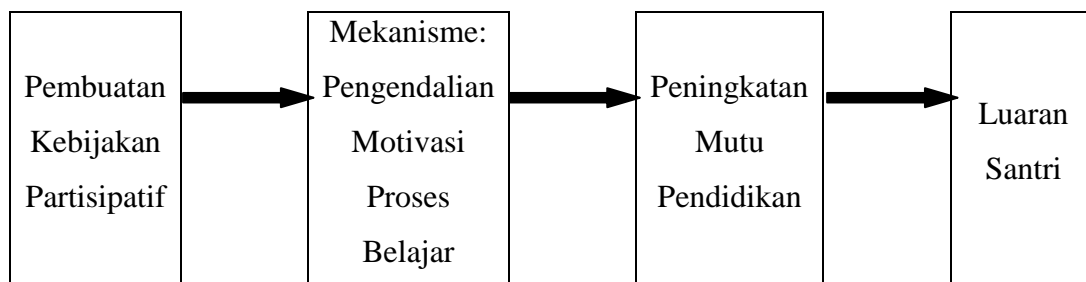 Pembuatan
Kebijakan
Partisipatif
Mekanisme:
Pengendalian
Motivasi
Proses
Belajar
Peningkatan
Mutu
Pendidikan
Luaran
Santri